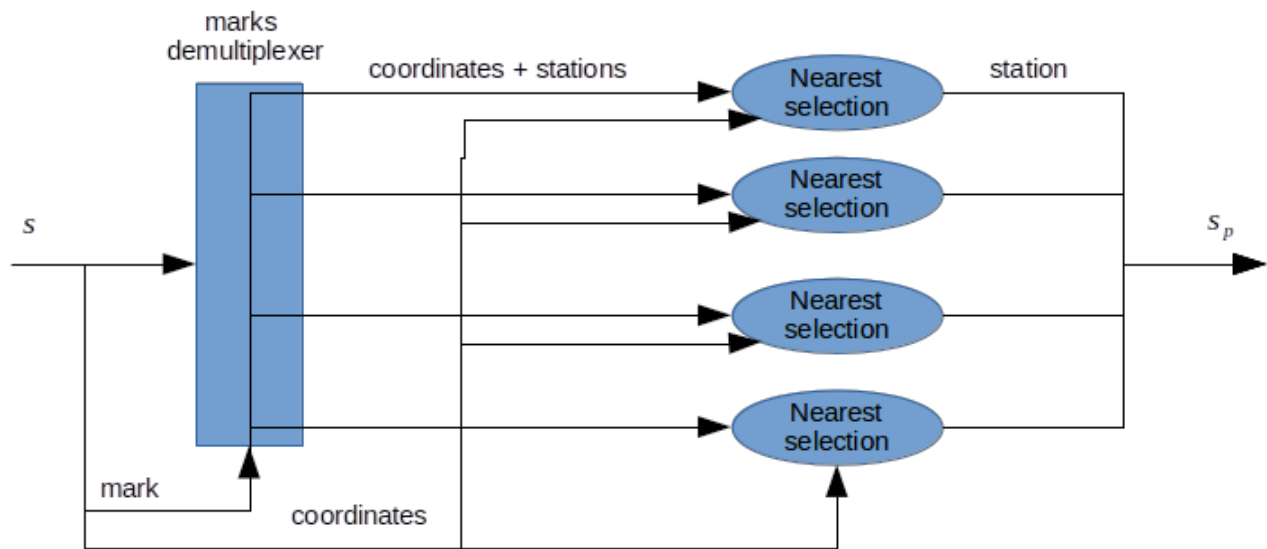 marks
demultiplexer
coordinates + stations
Nearest
selection
station
Nearest
selection
s
s_p
Nearest
selection
Nearest
selection
mark
coordinates